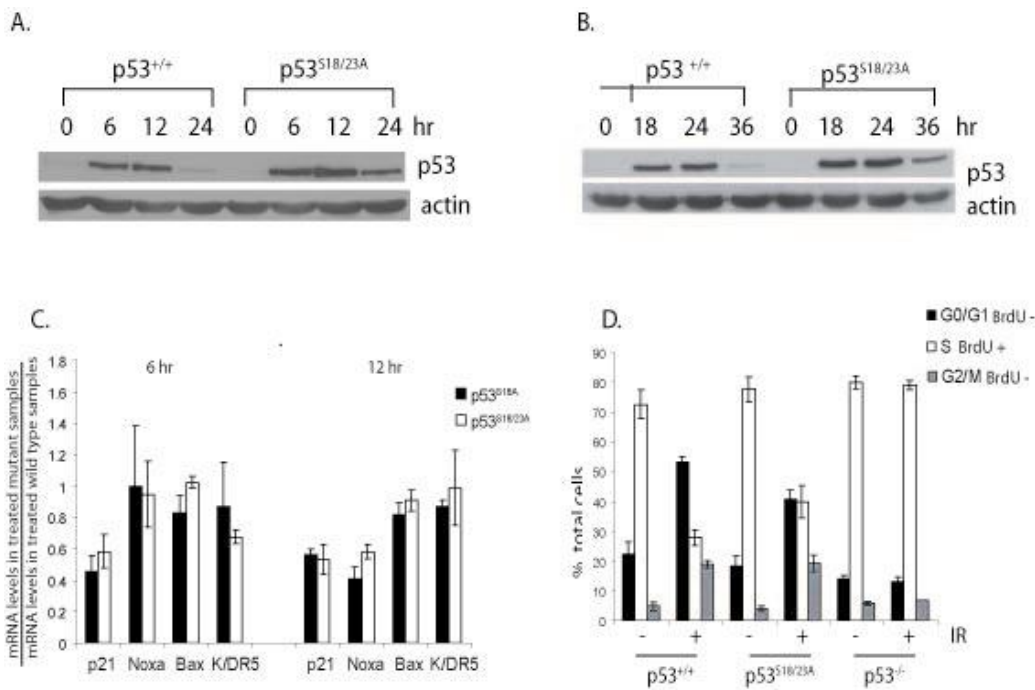 A.
p53+/+ p53S18/23A
0 6 12 24 0 6 12 24 hr
p53
actin
B.
p53 +/+ p53S18/23A
0 18 24 36 0 18 24 36 hr
p53
actin
C.
mRNA levels in treated mutant samples
mRNA levels in treated wild type samples
1.8
1.6
1.4
1.2
1
0.8
0.6
0.4
0.2
0
6 hr 12 hr
p53S18A
p53S18/23A
p21 Noxa Bax K/DR5 p21 Noxa Bax K/DR5
D.
G0/G1 BrdU -
S BrdU +
G2/M BrdU -
% total cells
90
80
70
60
50
40
30
20
10
0
- + - + - + IR
p53+/+ p53S18/23A p53-/-